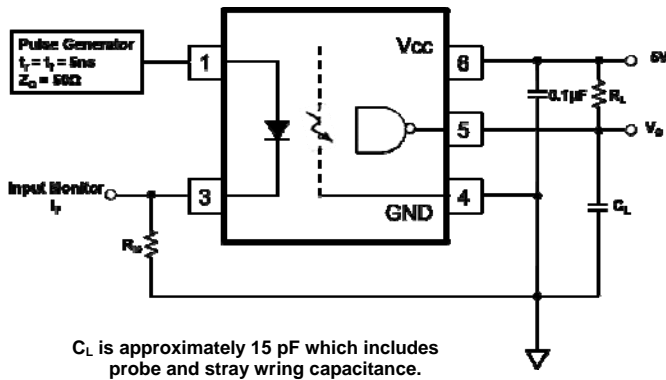 Pulse Generator
tr = tf = 5ns
ZO = 50Ω
1
3
Input Monitor
IF
RM
VCC
6
5
4
GND
5V
0.1µF
RL
VO
CL
CL is approximately 15 pF which includes
probe and stray wring capacitance.